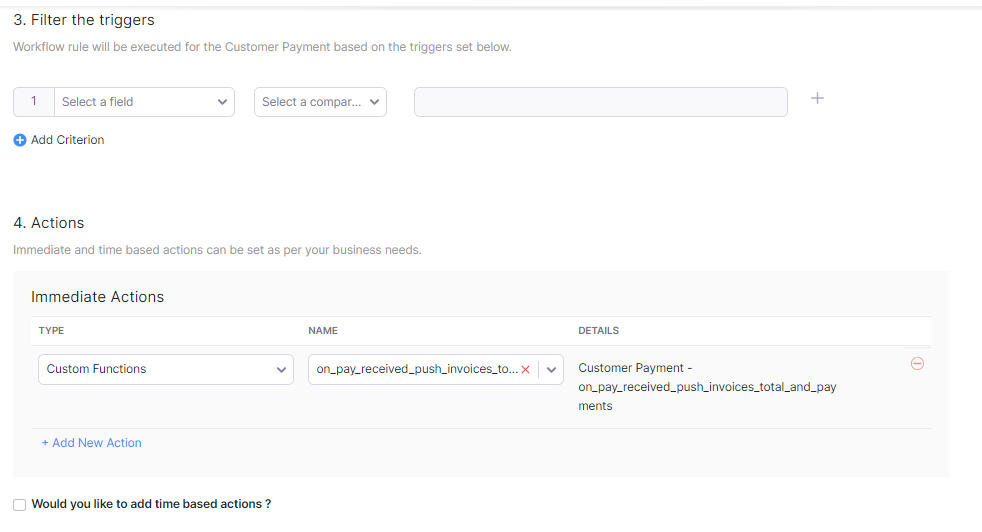 3. Filter the triggers
Workflow rule will be executed for the Customer Payment based on the triggers set below.
1 Select a field Select a compar...
Add Criterion
4. Actions
Immediate and time based actions can be set as per your business needs.
Immediate Actions
TYPE NAME DETAILS
Custom Functions on_pay_received_push_invoices_to... Customer Payment -
on_pay_received_push_invoices_total_and_pay
ments
+ Add New Action
Would you like to add time based actions ?